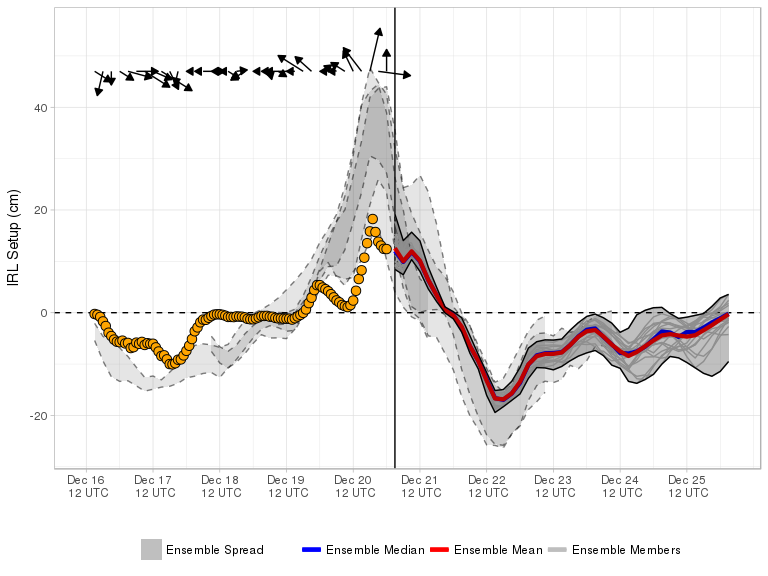 IRL Setup (cm)
40
20
0
-20
Dec 16 Dec 17 Dec 18 Dec 19 Dec 20 Dec 21 Dec 22 Dec 23 Dec 24 Dec 25
12 UTC 12 UTC 12 UTC 12 UTC 12 UTC 12 UTC 12 UTC 12 UTC 12 UTC 12 UTC
Ensemble Spread Ensemble Median Ensemble Mean Ensemble Members